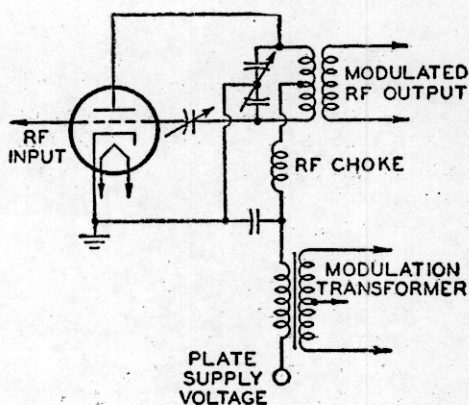 MODULATED
RF OUTPUT
RF
INPUT
RF CHOKE
MODULATION
TRANSFORMER
PLATE
SUPPLY
VOLTAGE